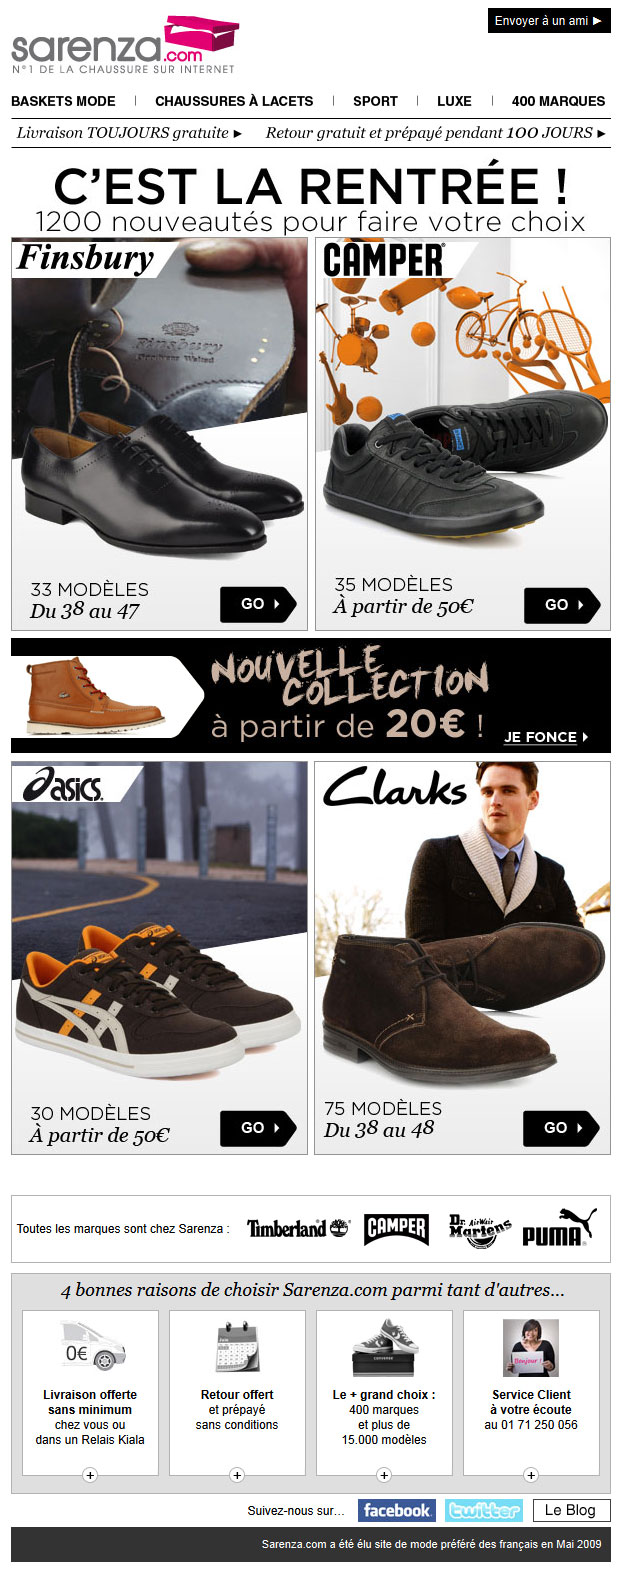 Envoyer à un ami
sarenza.com
N°1 DE LA CHAUSSURE SUR INTERNET
BASKETS MODE | CHAUSSURES À LACETS | SPORT | LUXE | 400 MARQUES
Livraison TOUJOURS gratuite Retour gratuit et prépayé pendant 100 JOURS
C'EST LA RENTRÉE !
1200 nouveautés pour faire votre choix
Finsbury
Finsbury
CAMPER
33 MODÈLES
Du 38 au 47
GO
35 MODÈLES
À partir de 50€
GO
NOUVELLE
COLLECTION
à partir de 20€ !
JE FONCE
asics
Clarks
30 MODÈLES
À partir de 50€
GO
75 MODÈLES
Du 38 au 48
GO
Toutes les marques sont chez Sarenza :
Timberland
CAMPER
Dr. AirWair
Martens
PUMA
4 bonnes raisons de choisir Sarenza.com parmi tant d'autres...
0€
Livraison offerte
sans minimum
chez vous ou
dans un Relais Kiala
+
Retour offert
et prépayé
sans conditions
+
CONVERSE
Le + grand choix :
400 marques
et plus de
15.000 modèles
+
Bonjour !
Service Client
à votre écoute
au 01 71 250 056
+
Suivez-nous sur... facebook twitter Le Blog
Sarenza.com a été élu site de mode préféré des français en Mai 2009